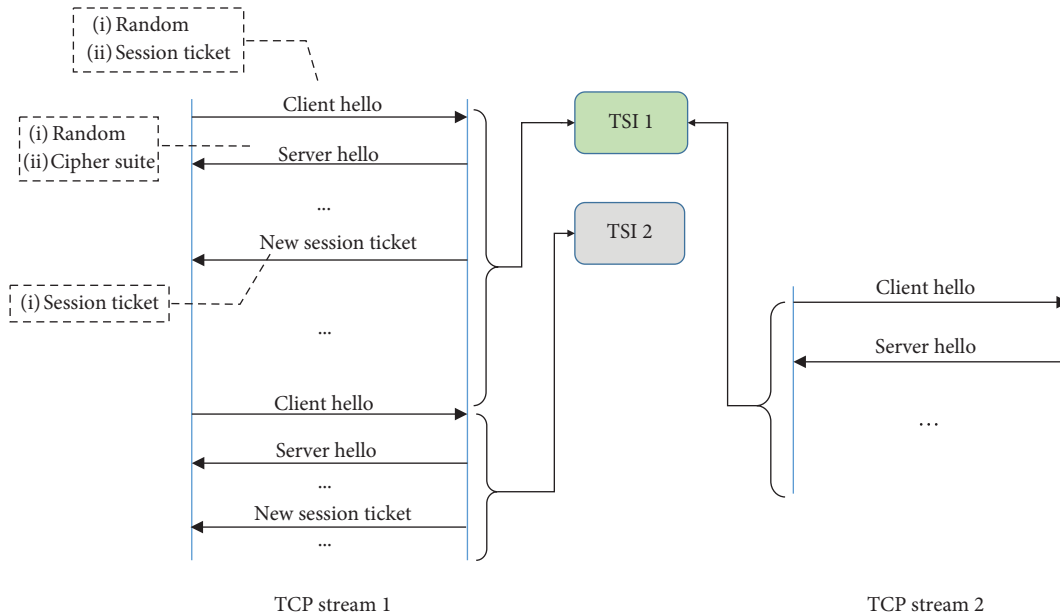 (i) Random
(ii) Session ticket
Client hello
(i) Random
(ii) Cipher suite
Server hello
...
New session ticket
(i) Session ticket
...
Client hello
Server hello
...
New session ticket
...
TCP stream 1
TSI 1
TSI 2
Client hello
Server hello
...
TCP stream 2